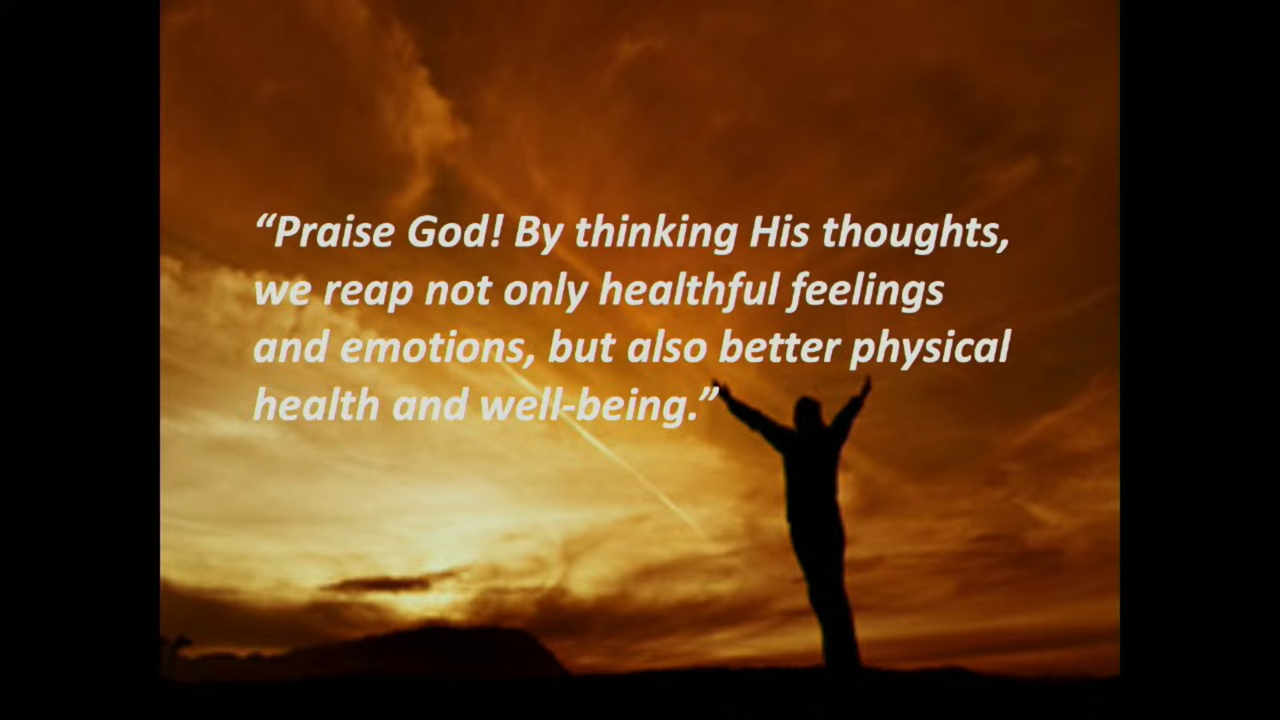 “Praise God! By thinking His thoughts,
we reap not only healthful feelings
and emotions, but also better physical
health and well-being.”